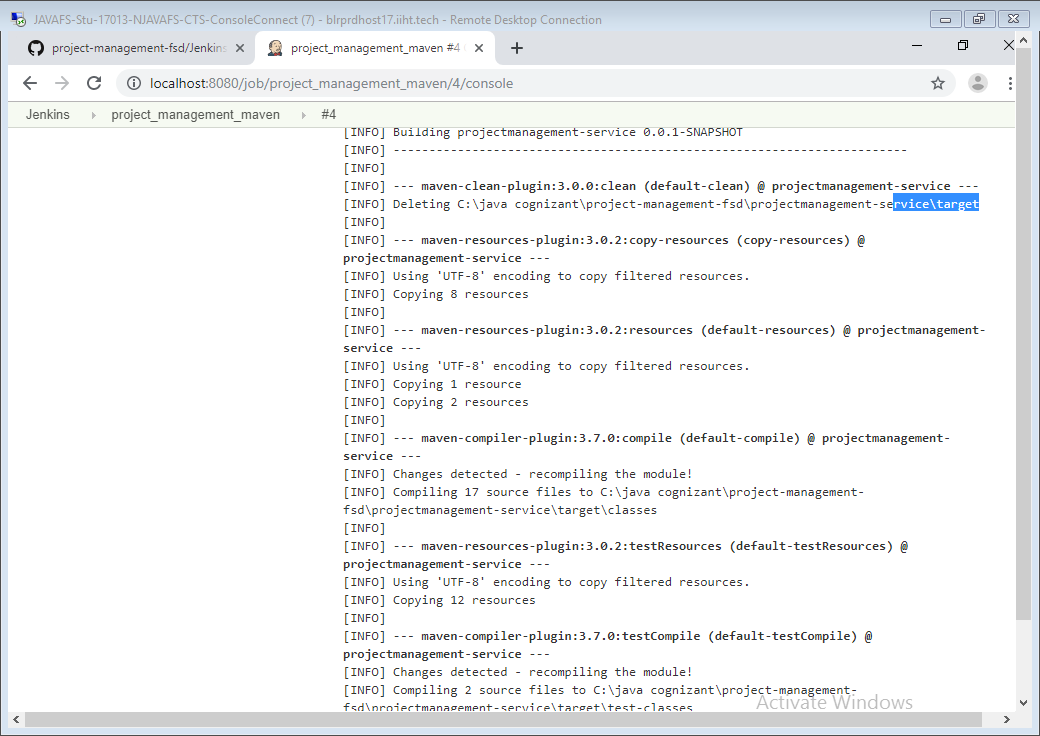 JAVAFS-Stu-17013-NJAVAFS-CTS-ConsoleConnect (7) - blrprdhost17.iiht.tech - Remote Desktop Connection
project-management-fsd/Jenkins
project_management_maven #4
localhost:8080/job/project_management_maven/4/console
Jenkins project_management_maven #4
[INFO] Building projectmanagement-service 0.0.1-SNAPSHOT
[INFO] ------------------------------------------------------------------------
[INFO]
[INFO] --- maven-clean-plugin:3.0.0:clean (default-clean) @ projectmanagement-service ---
[INFO] Deleting C:\java cognizant\project-management-fsd\projectmanagement-service\target
[INFO]
[INFO] --- maven-resources-plugin:3.0.2:copy-resources (copy-resources) @
projectmanagement-service ---
[INFO] Using 'UTF-8' encoding to copy filtered resources.
[INFO] Copying 8 resources
[INFO]
[INFO] --- maven-resources-plugin:3.0.2:resources (default-resources) @ projectmanagement-
service ---
[INFO] Using 'UTF-8' encoding to copy filtered resources.
[INFO] Copying 1 resource
[INFO] Copying 2 resources
[INFO]
[INFO] --- maven-compiler-plugin:3.7.0:compile (default-compile) @ projectmanagement-
service ---
[INFO] Changes detected - recompiling the module!
[INFO] Compiling 17 source files to C:\java cognizant\project-management-
fsd\projectmanagement-service\target\classes
[INFO]
[INFO] --- maven-resources-plugin:3.0.2:testResources (default-testResources) @
projectmanagement-service ---
[INFO] Using 'UTF-8' encoding to copy filtered resources.
[INFO] Copying 12 resources
[INFO]
[INFO] --- maven-compiler-plugin:3.7.0:testCompile (default-testCompile) @
projectmanagement-service ---
[INFO] Changes detected - recompiling the module!
[INFO] Compiling 2 source files to C:\java cognizant\project-management-
fsd\projectmanagement-service\target\test-classes
Activate Windows